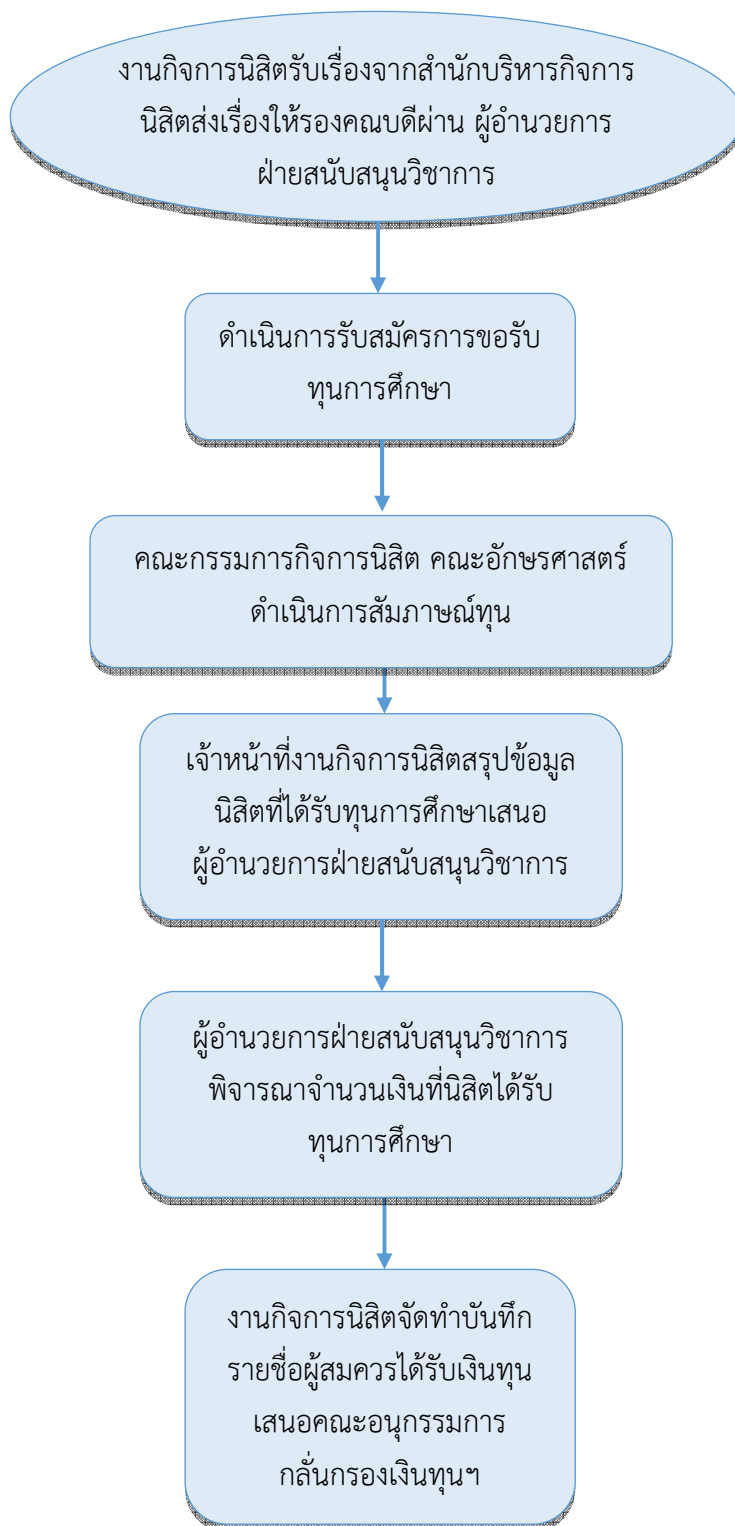 งานกิจการนิสิตรับเรื่องจากสำนักบริหารกิจการ
นิสิตส่งเรื่องให้รองคณบดีผ่าน ผู้อำนวยการ
ฝ่ายสนับสนุนวิชาการ
ดำเนินการรับสมัครการขอรับ
ทุนการศึกษา
คณะกรรมการกิจการนิสิต คณะอักษรศาสตร์
ดำเนินการสัมภาษณ์ทุน
เจ้าหน้าที่งานกิจการนิสิตสรุปข้อมูล
นิสิตที่ได้รับทุนการศึกษาเสนอ
ผู้อำนวยการฝ่ายสนับสนุนวิชาการ
ผู้อำนวยการฝ่ายสนับสนุนวิชาการ
พิจารณาจำนวนเงินที่นิสิตได้รับ
ทุนการศึกษา
งานกิจการนิสิตจัดทำบันทึก
รายชื่อผู้สมควรได้รับเงินทุน
เสนอคณะอนุกรรมการ
กลั่นกรองเงินทุนฯ